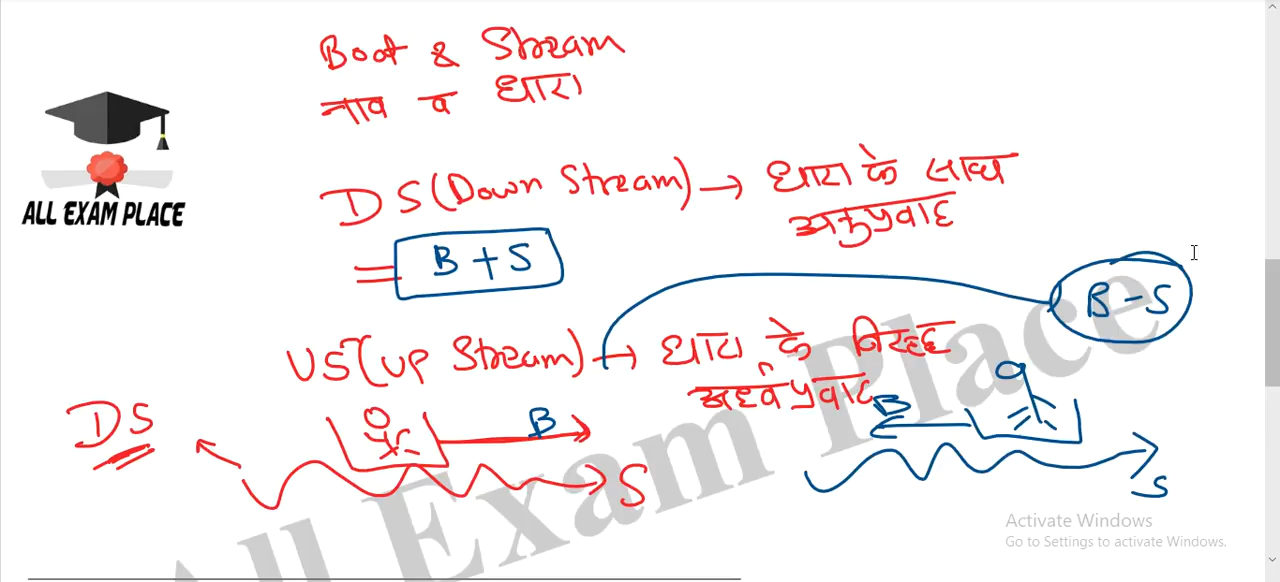 Boat & Stream
नाव व धारा
ALL EXAM PLACE
DS (Down Stream) → धारा के साथ
अनुप्रवाह
= B + S
B - S
US (Up Stream) → धारा के विरुद्ध
उर्ध्वप्रवाह
DS
B
S
B
S
All Exam Place
Activate Windows
Go to Settings to activate Windows.